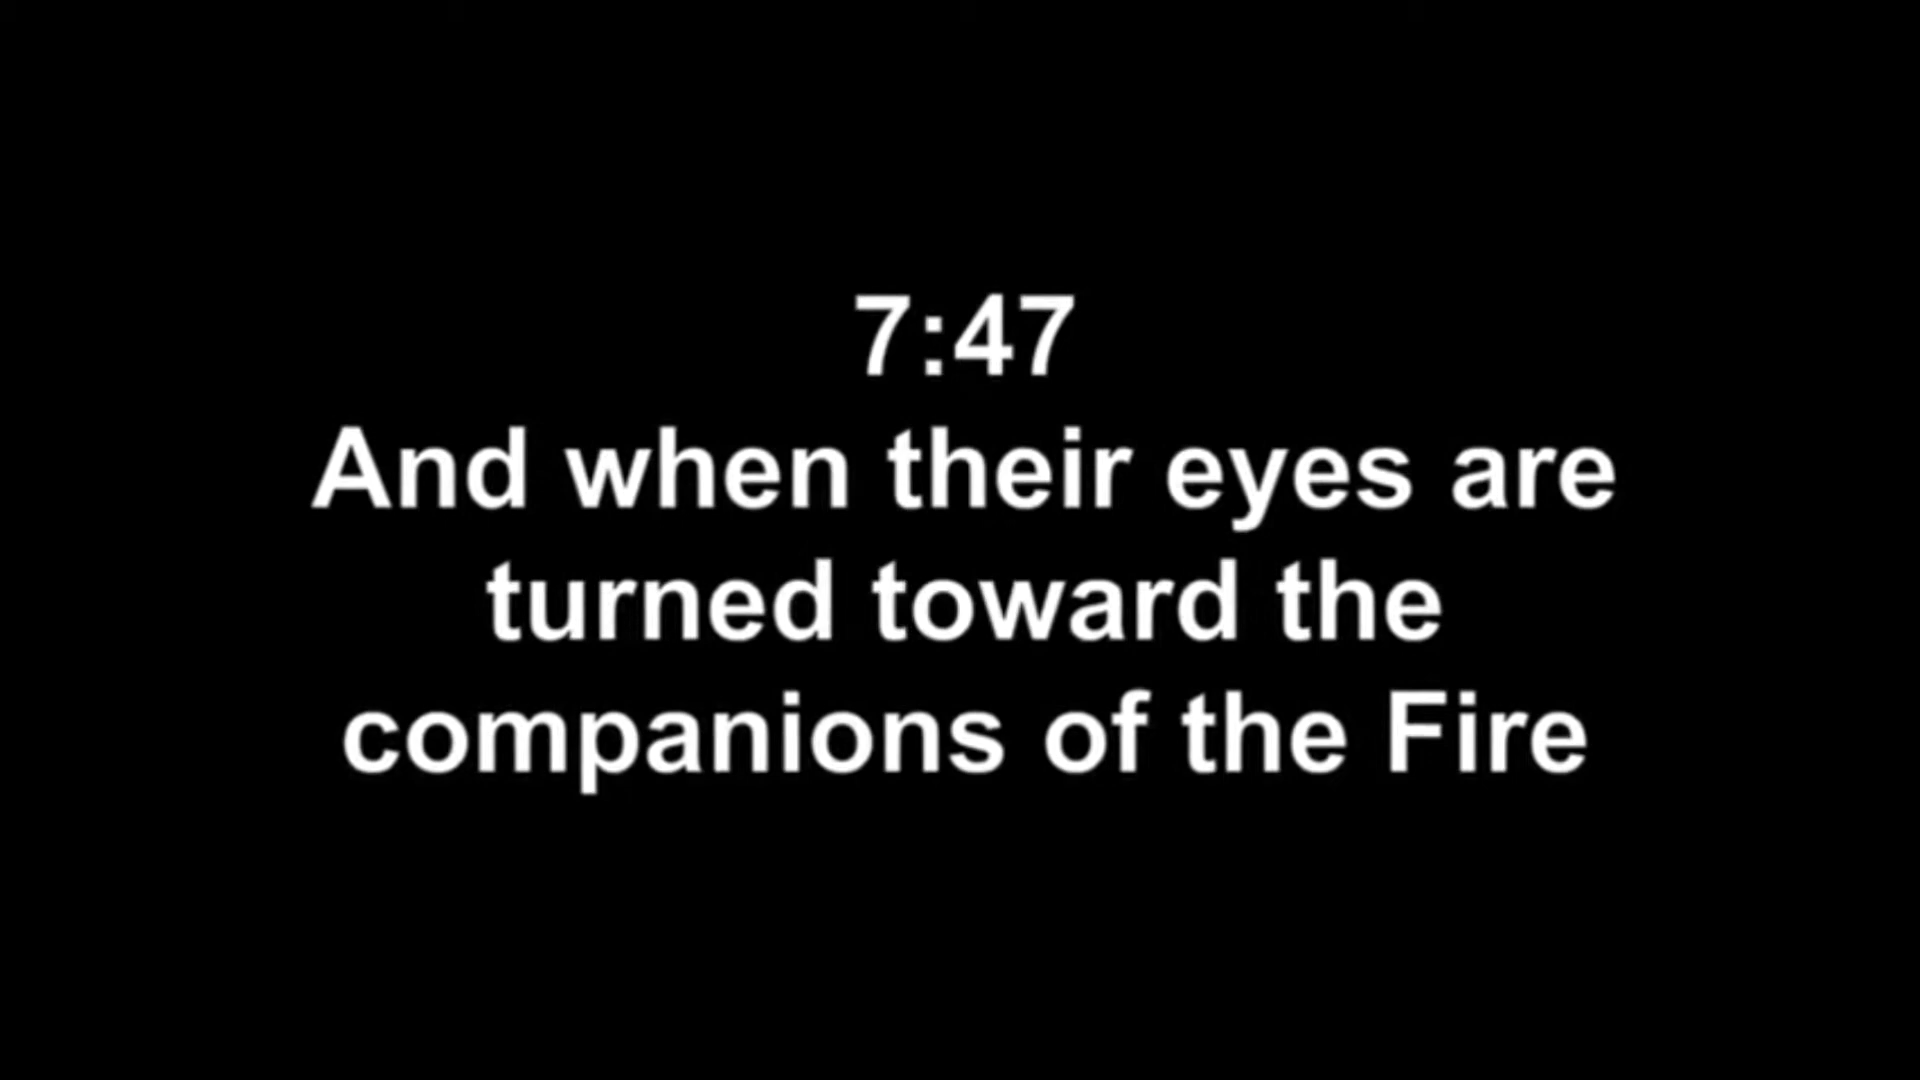 7:47
And when their eyes are
turned toward the
companions of the Fire